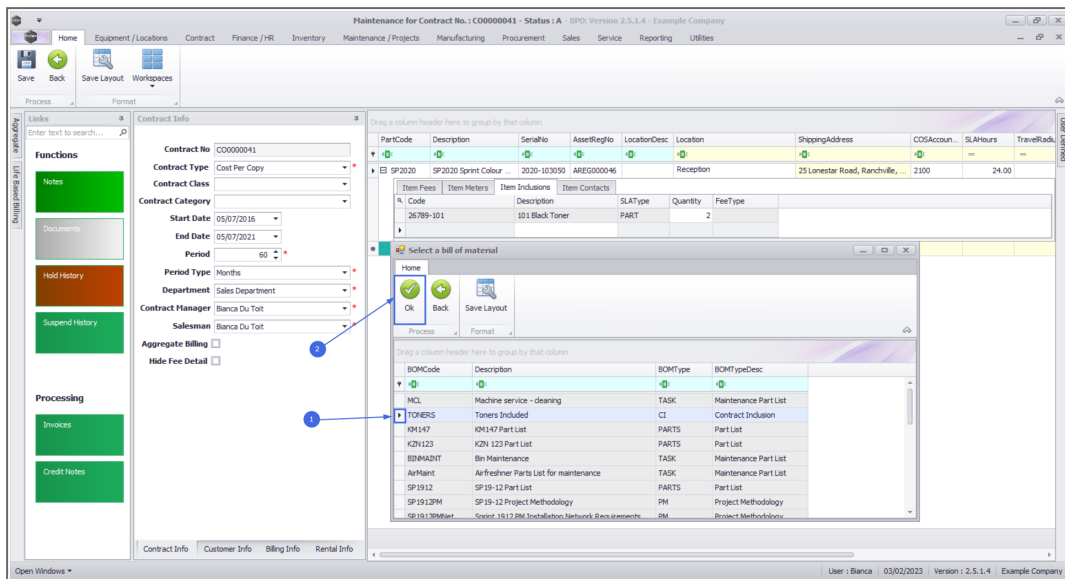 Maintenance for Contract No. : CO0000041 - Status : A - BPO: Version 2.5.1.4 - Example Company
Home Equipment / Locations Contract Finance / HR Inventory Maintenance / Projects Manufacturing Procurement Sales Service Reporting Utilities
Save Back Save Layout Workspaces
Process Format
Aggregate
Life Based Billing
Links
Enter text to search...
Functions
Notes
Documents
Hold History
Suspend History
Processing
Invoices
Credit Notes
Contract Info
Contract No CO0000041
Contract Type Cost Per Copy *
Contract Class
Contract Category
Start Date 05/07/2016
End Date 05/07/2021
Period 60 *
Period Type Months *
Department Sales Department *
Contract Manager Bianca Du Toit *
Salesman Bianca Du Toit *
Aggregate Billing
Hide Fee Detail
Contract Info Customer Info Billing Info Rental Info
Drag a column header here to group by that column
PartCode Description SerialNo AssetRegNo LocationDesc Location ShippingAddress COSAccoun... SLAHours TravelRadiu
SP2020 SP2020 Sprint Colour ... 2020-103050 AREG000046 Reception 25 Lonestar Road, Ranchville, ... 2100 24.00
Item Fees Item Meters Item Inclusions Item Contacts
Code Description SLAType Quantity FeeType
26789-101 101 Black Toner PART 2
User Defined
Select a bill of material
Home
Ok Back Save Layout
Process Format
2
1
Drag a column header here to group by that column
BOMCode Description BOMType BOMTypeDesc
MCL Machine service - cleaning TASK Maintenance Part List
TONERS Toners Included CI Contract Inclusion
KM147 KM147 Part List PARTS Part List
KZN123 KZN 123 Part List PARTS Part List
BINMAINT Bin Maintenance TASK Maintenance Part List
AirMaint Airfreshner Parts List for maintenance TASK Maintenance Part List
SP1912 SP19-12 Part List PARTS Part List
SP1912PM SP19-12 Project Methodology PM Project Methodology
SP1912PMNet Sprint 1912 PM Installation Network Requirements PM Project Methodology
Open Windows User : Bianca 03/02/2023 Version : 2.5.1.4 Example Company